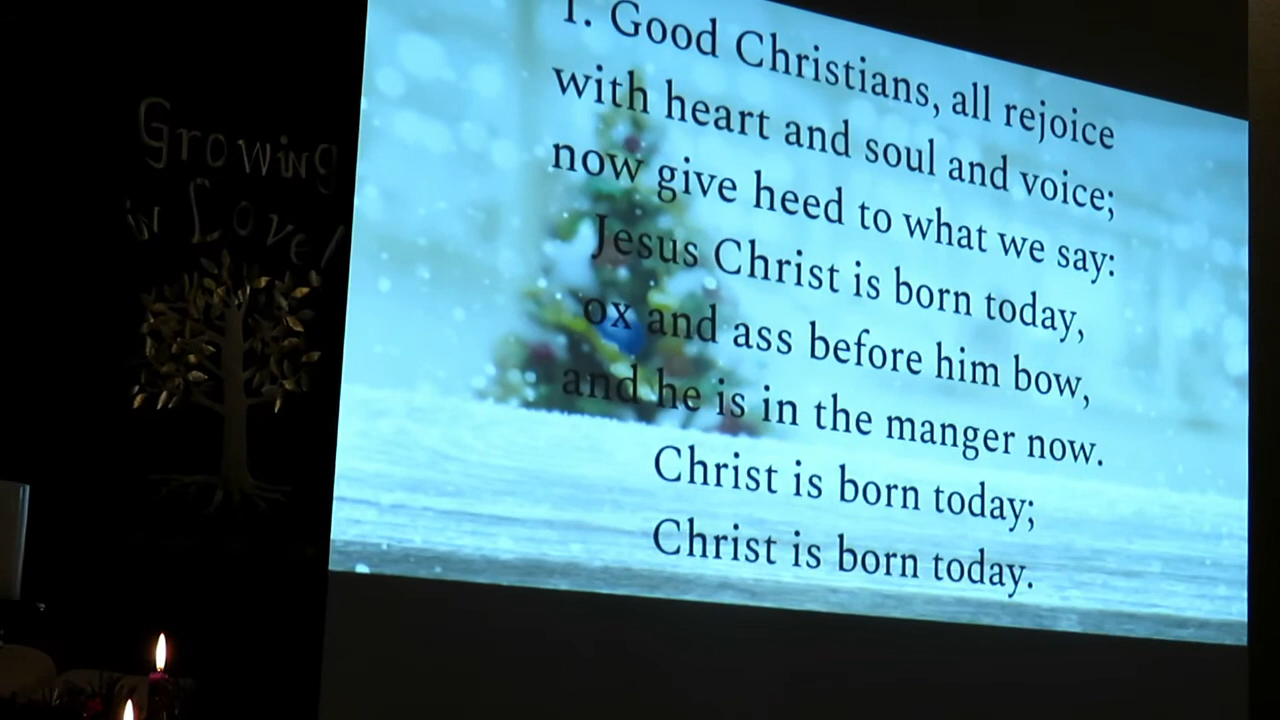 Growing
in Love!
1. Good Christians, all rejoice
with heart and soul and voice;
now give heed to what we say:
Jesus Christ is born today,
ox and ass before him bow,
and he is in the manger now.
Christ is born today;
Christ is born today.